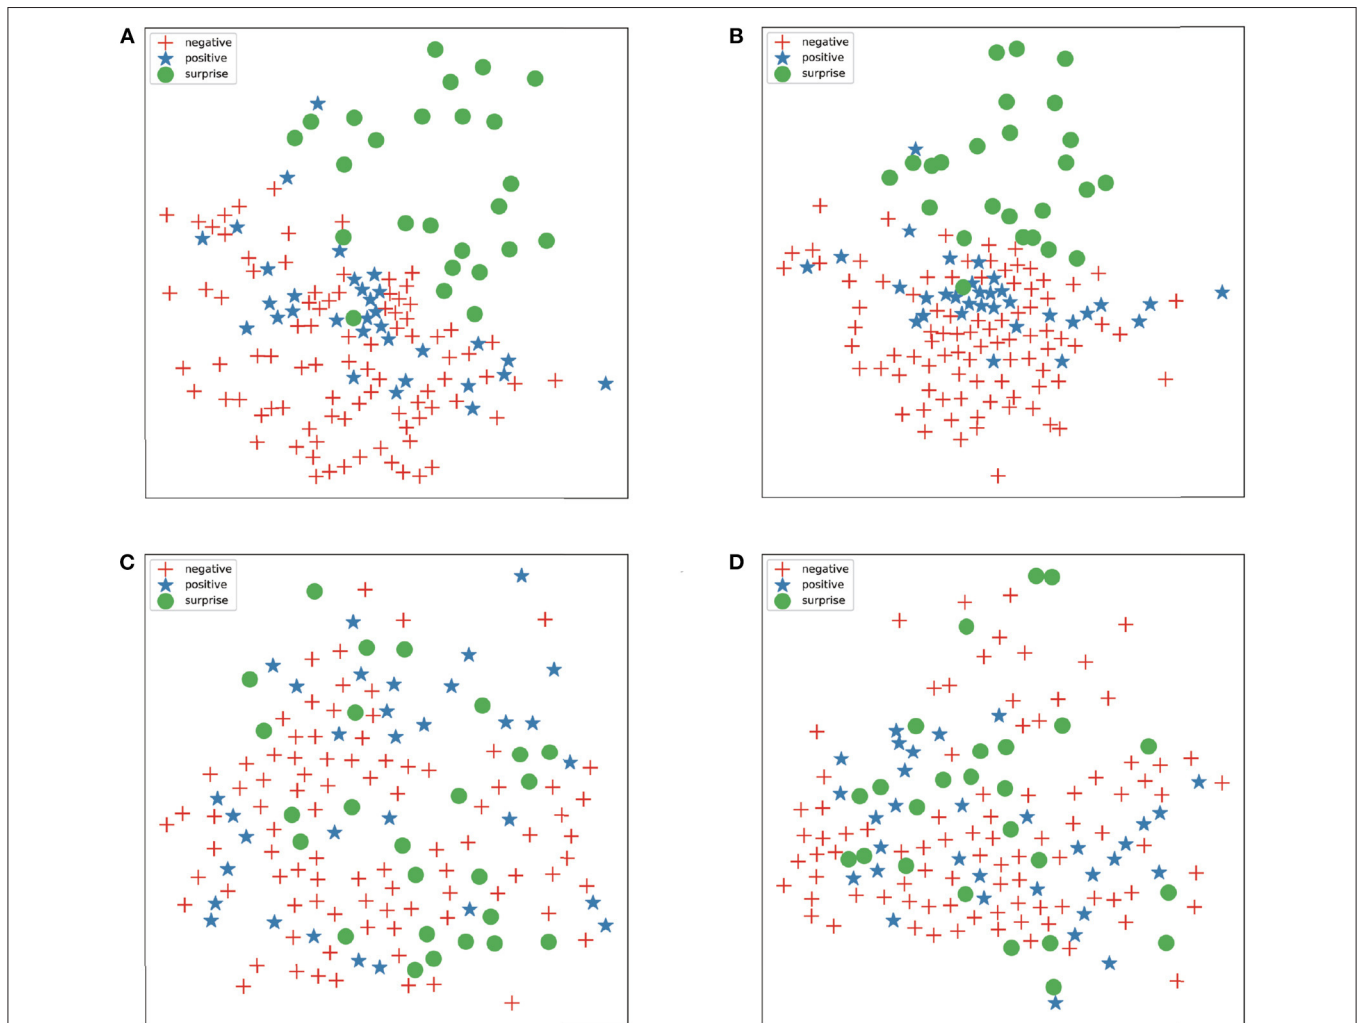 A
negative
positive
surprise
B
negative
positive
surprise
C
negative
positive
surprise
D
negative
positive
surprise